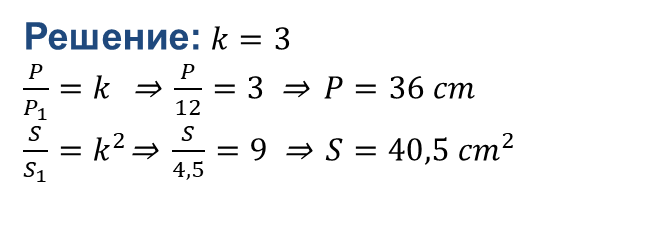 Решение: k = 3
P/P₁ = k ⇒ P/12 = 3 ⇒ P = 36 cm
S/S₁ = k² ⇒ S/4,5 = 9 ⇒ S = 40,5 cm²